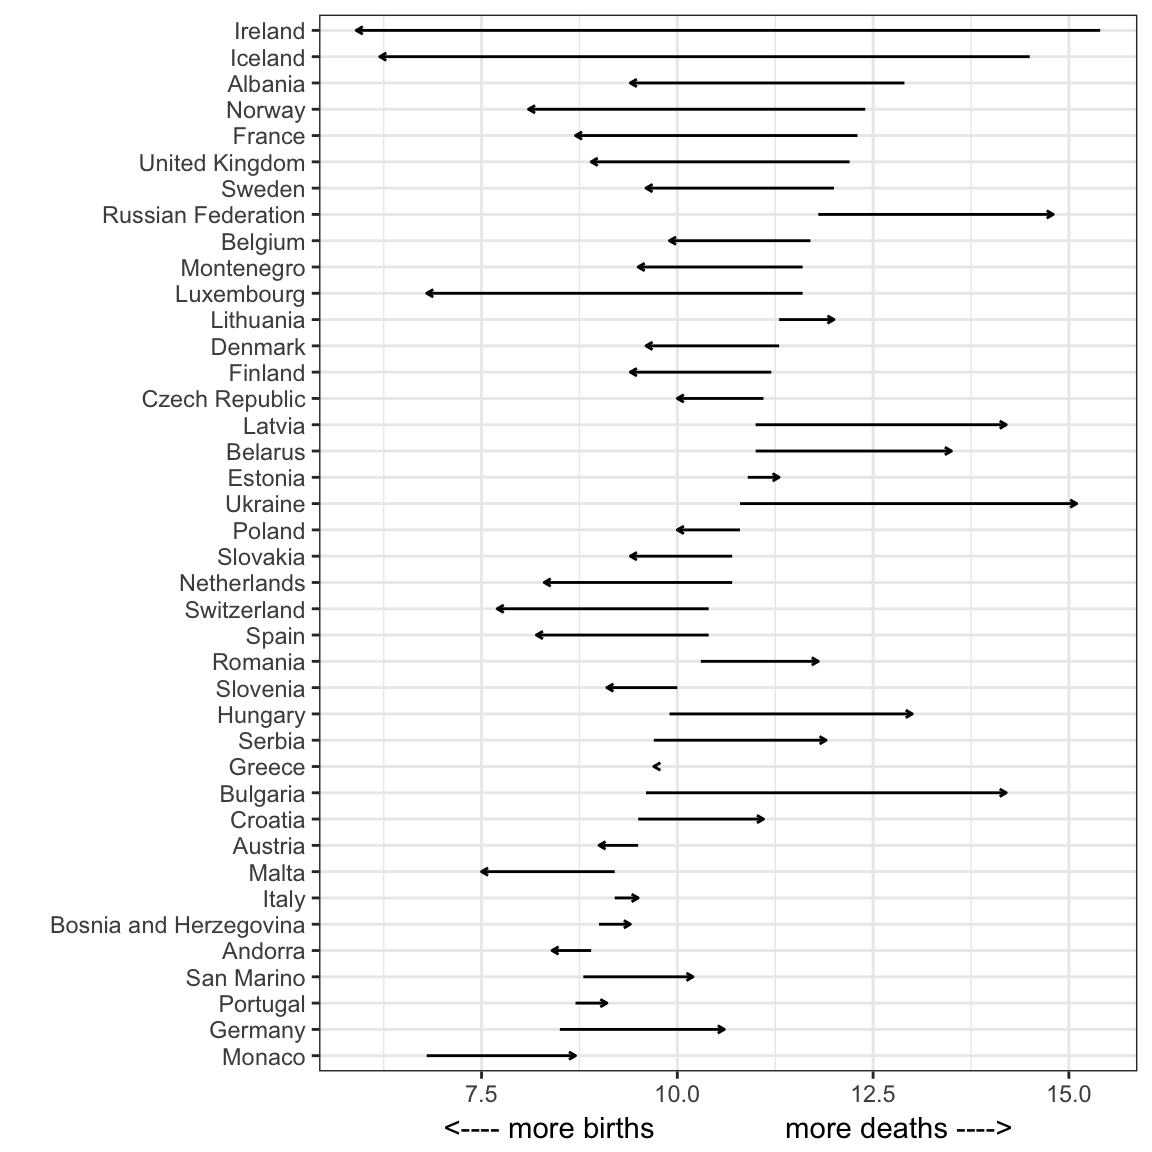 Ireland
Iceland
Albania
Norway
France
United Kingdom
Sweden
Russian Federation
Belgium
Montenegro
Luxembourg
Lithuania
Denmark
Finland
Czech Republic
Latvia
Belarus
Estonia
Ukraine
Poland
Slovakia
Netherlands
Switzerland
Spain
Romania
Slovenia
Hungary
Serbia
Greece
Bulgaria
Croatia
Austria
Malta
Italy
Bosnia and Herzegovina
Andorra
San Marino
Portugal
Germany
Monaco
7.5 10.0 12.5 15.0
<---- more births more deaths ---->